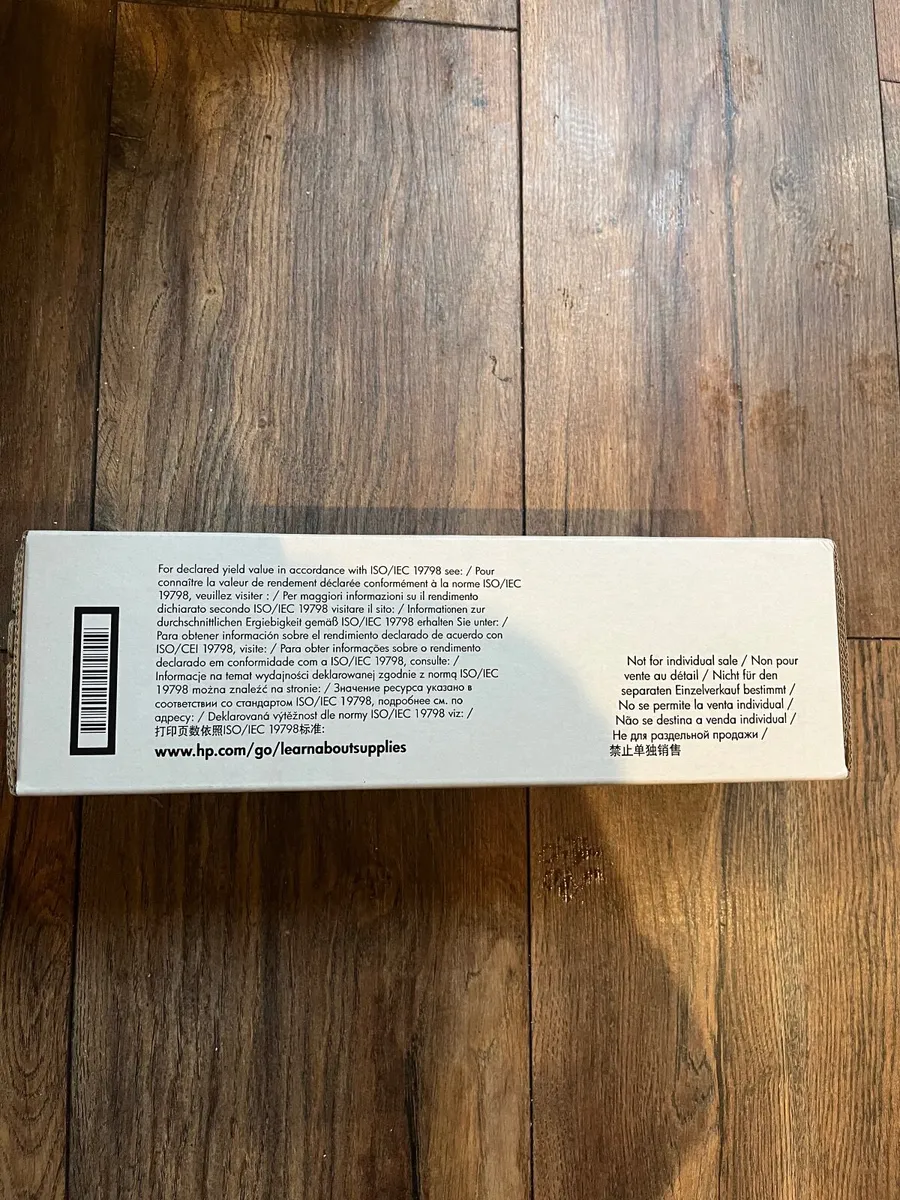 For declared yield value in accordance with ISO/IEC 19798 see: / Pour
connaître la valeur de rendement déclarée conformément à la norme ISO/IEC
19798, veuillez visiter : / Per maggiori informazioni su il rendimento
dichiarato secondo ISO/IEC 19798 visitare il sito: / Informationen zur
durchschnittlichen Ergiebigkeit gemäß ISO/IEC 19798 erhalten Sie unter: /
Para obtener información sobre el rendimiento declarado de acuerdo con
ISO/CEI 19798, visite: / Para obter informações sobre o rendimento
declarado em conformidade com a ISO/IEC 19798, consulte: /
Informacje na temat wydajności deklarowanej zgodnie z normą ISO/IEC
19798 można znaleźć na stronie: / Значение ресурса указано в
соответствии со стандартом ISO/IEC 19798, подробнее см. по
адресу: / Deklarovaná výtěžnost dle normy ISO/IEC 19798 viz: /
打印页数依照ISO/IEC 19798标准:
www.hp.com/go/learnaboutsupplies
Not for individual sale / Non pour
vente au détail / Nicht für den
separaten Einzelverkauf bestimmt /
No se permite la venta individual /
Não se destina a venda individual /
Не для раздельной продажи /
禁止单独销售